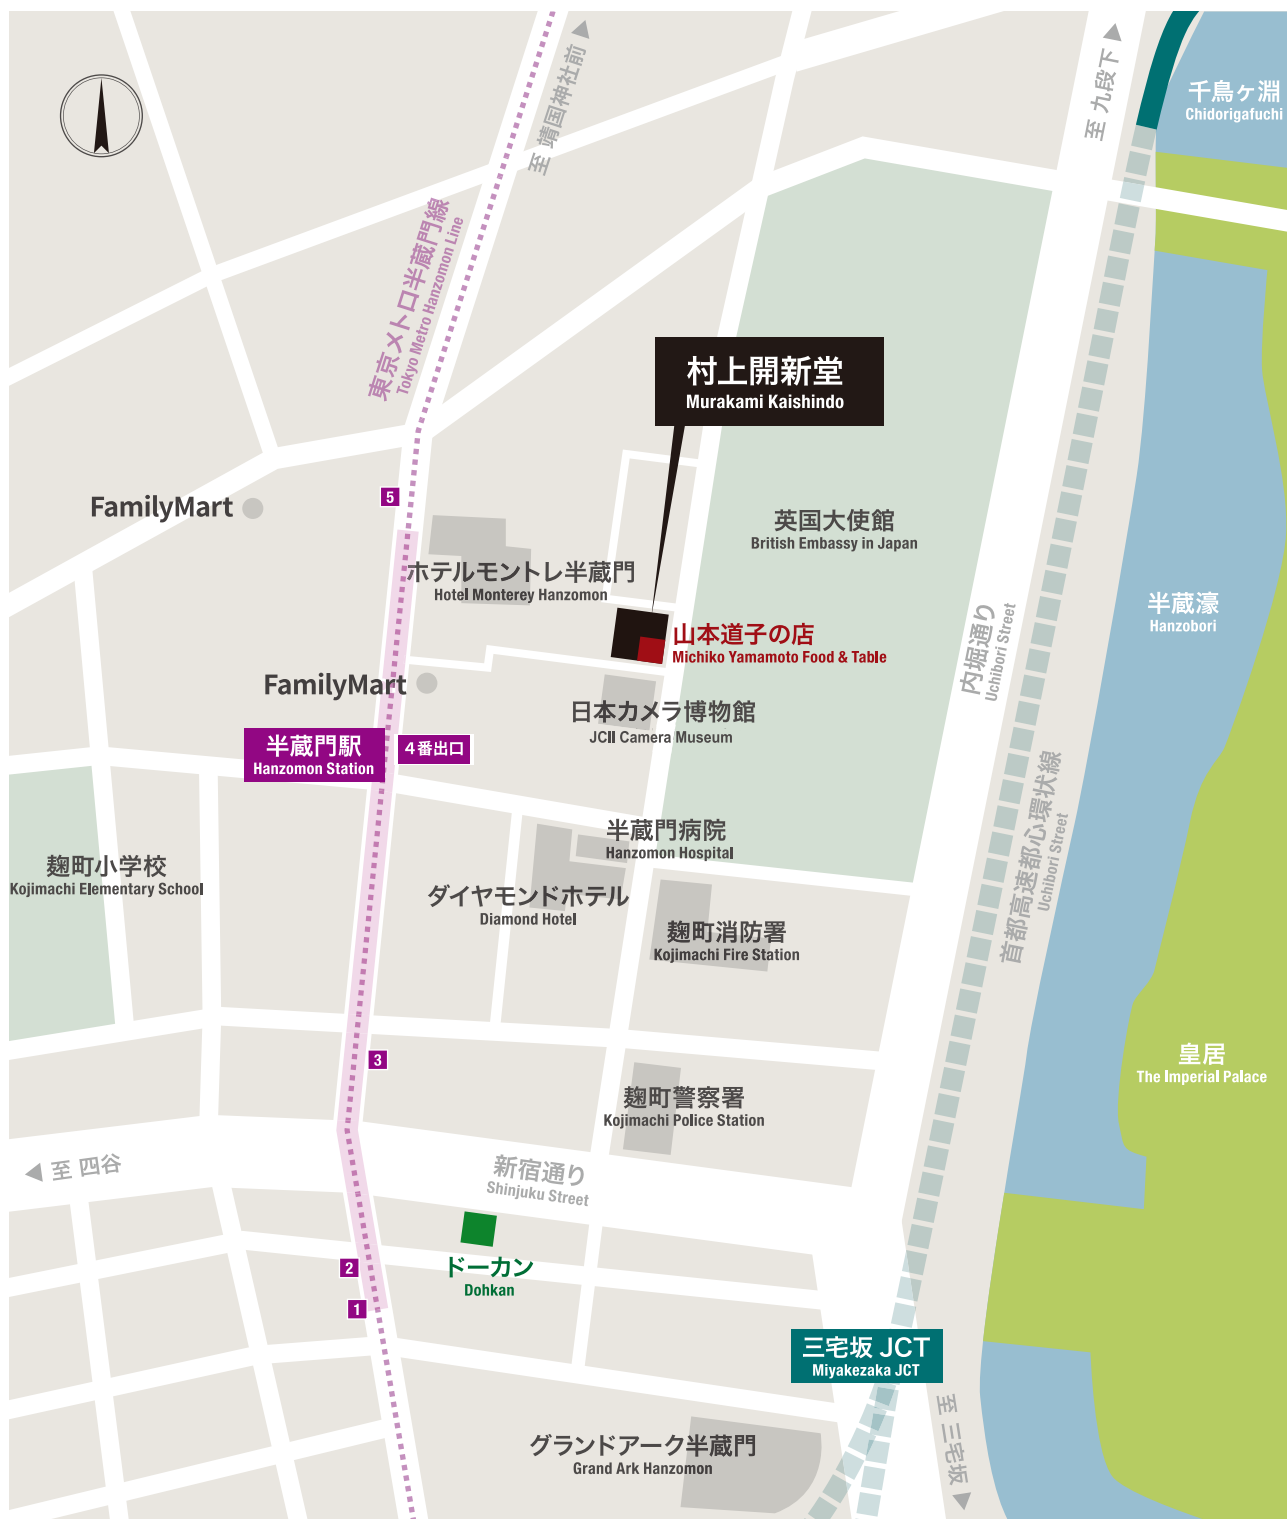 至 靖国神社前
至 九段下
千鳥ヶ淵
Chidorigafuchi
東京メトロ半蔵門線
Tokyo Metro Hanzomon Line
村上開新堂
Murakami Kaishindo
FamilyMart
5
英国大使館
British Embassy in Japan
ホテルモントレ半蔵門
Hotel Monterey Hanzomon
半蔵濠
Hanzobori
山本道子の店
Michiko Yamamoto Food & Table
内堀通り
Uchibori Street
FamilyMart
日本カメラ博物館
JCII Camera Museum
半蔵門駅
Hanzomon Station
4番出口
首都高速都心環状線
Uchibori Street
半蔵門病院
Hanzomon Hospital
麹町小学校
Kojimachi Elementary School
ダイヤモンドホテル
Diamond Hotel
麹町消防署
Kojimachi Fire Station
3
皇居
The Imperial Palace
麹町警察署
Kojimachi Police Station
至 四谷
新宿通り
Shinjuku Street
2
ドーカン
Dohkan
1
三宅坂 JCT
Miyakezaka JCT
至 三宅坂
グランドアーク半蔵門
Grand Ark Hanzomon